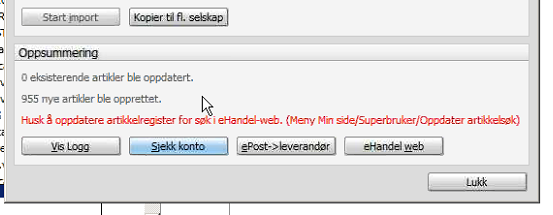 Start import Kopier til fl. selskap
Oppsummering
0 eksisterende artikler ble oppdatert.
955 nye artikler ble opprettet.
Husk å oppdatere artikkelregister for søk i eHandel-web. (Meny Min side/Superbruker/Oppdater artikkelsøk)
Vis Logg Sjekk konto ePost->leverandør eHandel web
Lukk